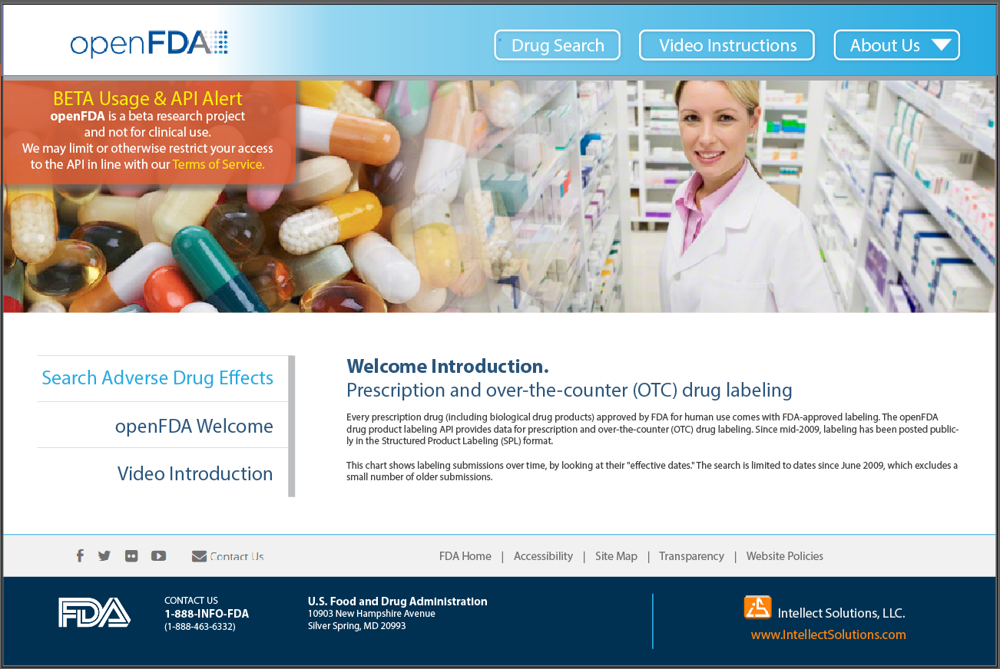 openFDA
Drug Search
Video Instructions
About Us
BETA Usage & API Alert
openFDA is a beta research project
and not for clinical use.
We may limit or otherwise restrict your access
to the API in line with our Terms of Service.
Search Adverse Drug Effects
openFDA Welcome
Video Introduction
Welcome Introduction.
Prescription and over-the-counter (OTC) drug labeling
Every prescription drug (including biological drug products) approved by FDA for human use comes with FDA-approved labeling. The openFDA
drug product labeling API provides data for prescription and over-the-counter (OTC) drug labeling. Since mid-2009, labeling has been posted public-
ly in the Structured Product Labeling (SPL) format.
This chart shows labeling submissions over time, by looking at their "effective dates." The search is limited to dates since June 2009, which excludes a
small number of older submissions.
Contact Us
FDA Home | Accessibility | Site Map | Transparency | Website Policies
FDA
CONTACT US
1-888-INFO-FDA
(1-888-463-6332)
U.S. Food and Drug Administration
10903 New Hampshire Avenue
Silver Spring, MD 20993
Intellect Solutions, LLC.
www.IntellectSolutions.com